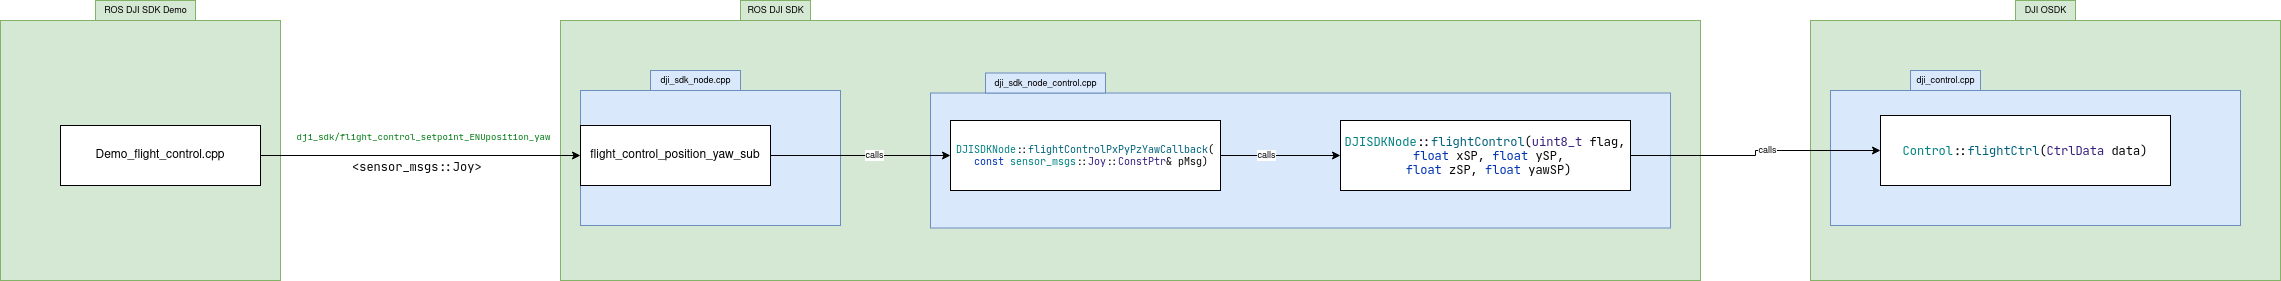 ROS DJI SDK Demo
Demo_flight_control.cpp
dji_sdk/flight_control_setpoint_ENUposition_yaw
<sensor_msgs::Joy>
ROS DJI SDK
dji_sdk_node.cpp
flight_control_position_yaw_sub
calls
dji_sdk_node_control.cpp
DJISDKNode::flightControlPxPyPzYawCallback(
const sensor_msgs::Joy::ConstPtr& pMsg)
calls
DJISDKNode::flightControl(uint8_t flag,
float xSP, float ySP,
float zSP, float yawSP)
calls
DJI OSDK
dji_control.cpp
Control::flightCtrl(CtrlData data)